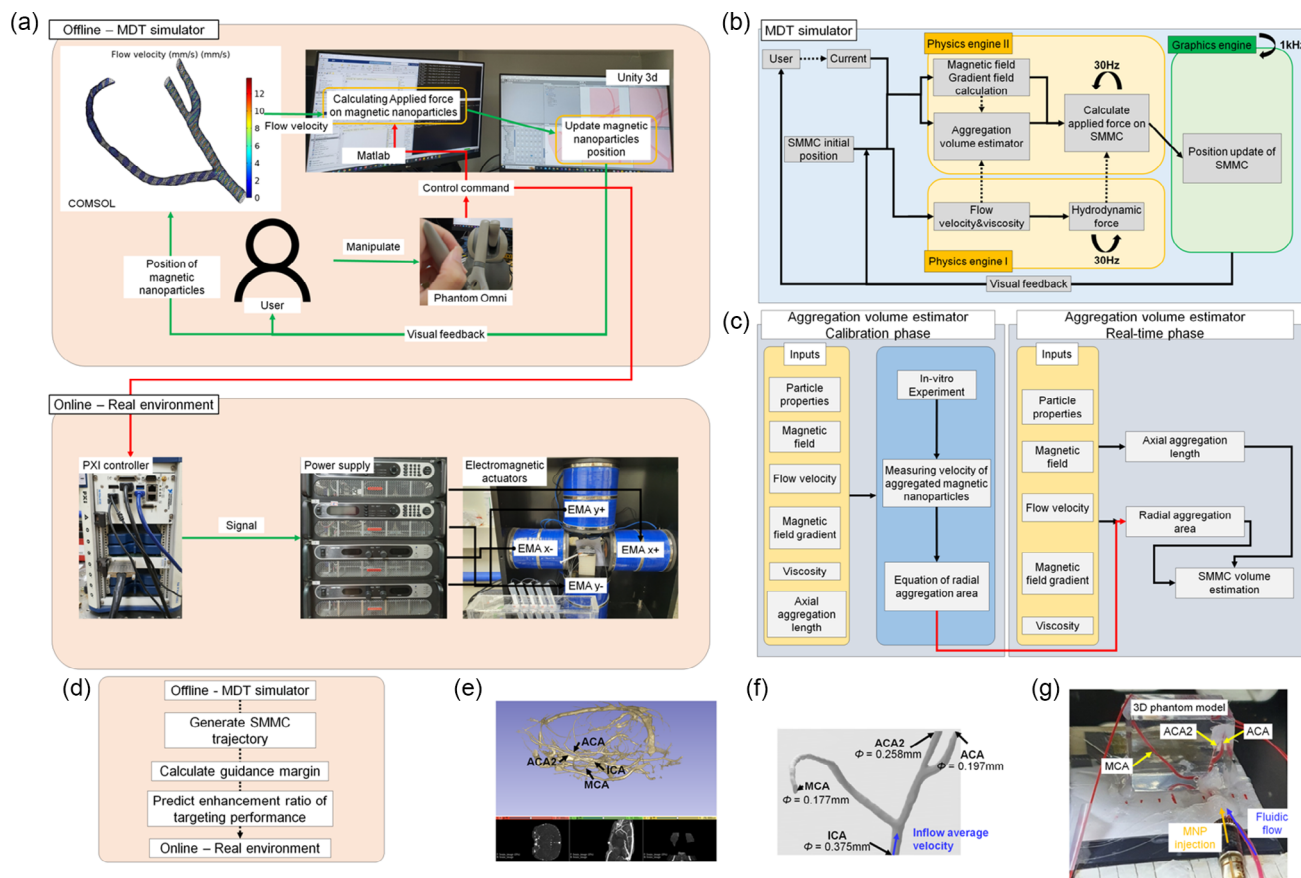 (a)
Offline – MDT simulator
Flow velocity (mm/s) (mm/s)
12
10
8
6
4
2
0
COMSOL
Flow velocity
Unity 3d
Calculating Applied force
on magnetic nanoparticles
Matlab
Update magnetic
nanoparticles
position
Control command
Manipulate
Phantom Omni
Position of
magnetic
nanoparticles
User
Visual feedback
Online – Real environment
PXI controller
Signal
Power supply
Electromagnetic
actuators
EMA y+
EMA x-
EMA x+
EMA y-
(b)
MDT simulator
User
Current
SMMC initial
position
Physics engine II
Magnetic field
Gradient field
calculation
Aggregation
volume estimator
30Hz
Calculate
applied force on
SMMC
Flow
velocity&viscosity
Hydrodynamic
force
30Hz
Physics engine I
Graphics engine
1kHz
Position update of
SMMC
Visual feedback
(c)
Aggregation volume estimator
Calibration phase
Inputs
Particle
properties
Magnetic
field
Flow velocity
Magnetic
field gradient
Viscosity
Axial
aggregation
length
In-vitro
Experiment
Measuring velocity of
aggregated magnetic
nanoparticles
Equation of radial
aggregation area
Aggregation volume estimator
Real-time phase
Inputs
Particle
properties
Magnetic
field
Flow velocity
Magnetic
field gradient
Viscosity
Axial aggregation
length
Radial aggregation
area
SMMC volume
estimation
(d)
Offline - MDT simulator
Generate SMMC
trajectory
Calculate guidance margin
Predict enhancement ratio of
targeting performance
Online – Real environment
(e)
ACA
ACA2
ICA
MCA
(f)
ACA2
Φ = 0.258mm
ACA
Φ = 0.197mm
MCA
Φ = 0.177mm
ICA
Φ = 0.375mm
Inflow average
velocity
(g)
3D phantom model
ACA2
ACA
MCA
Fluidic
flow
MNP
injection